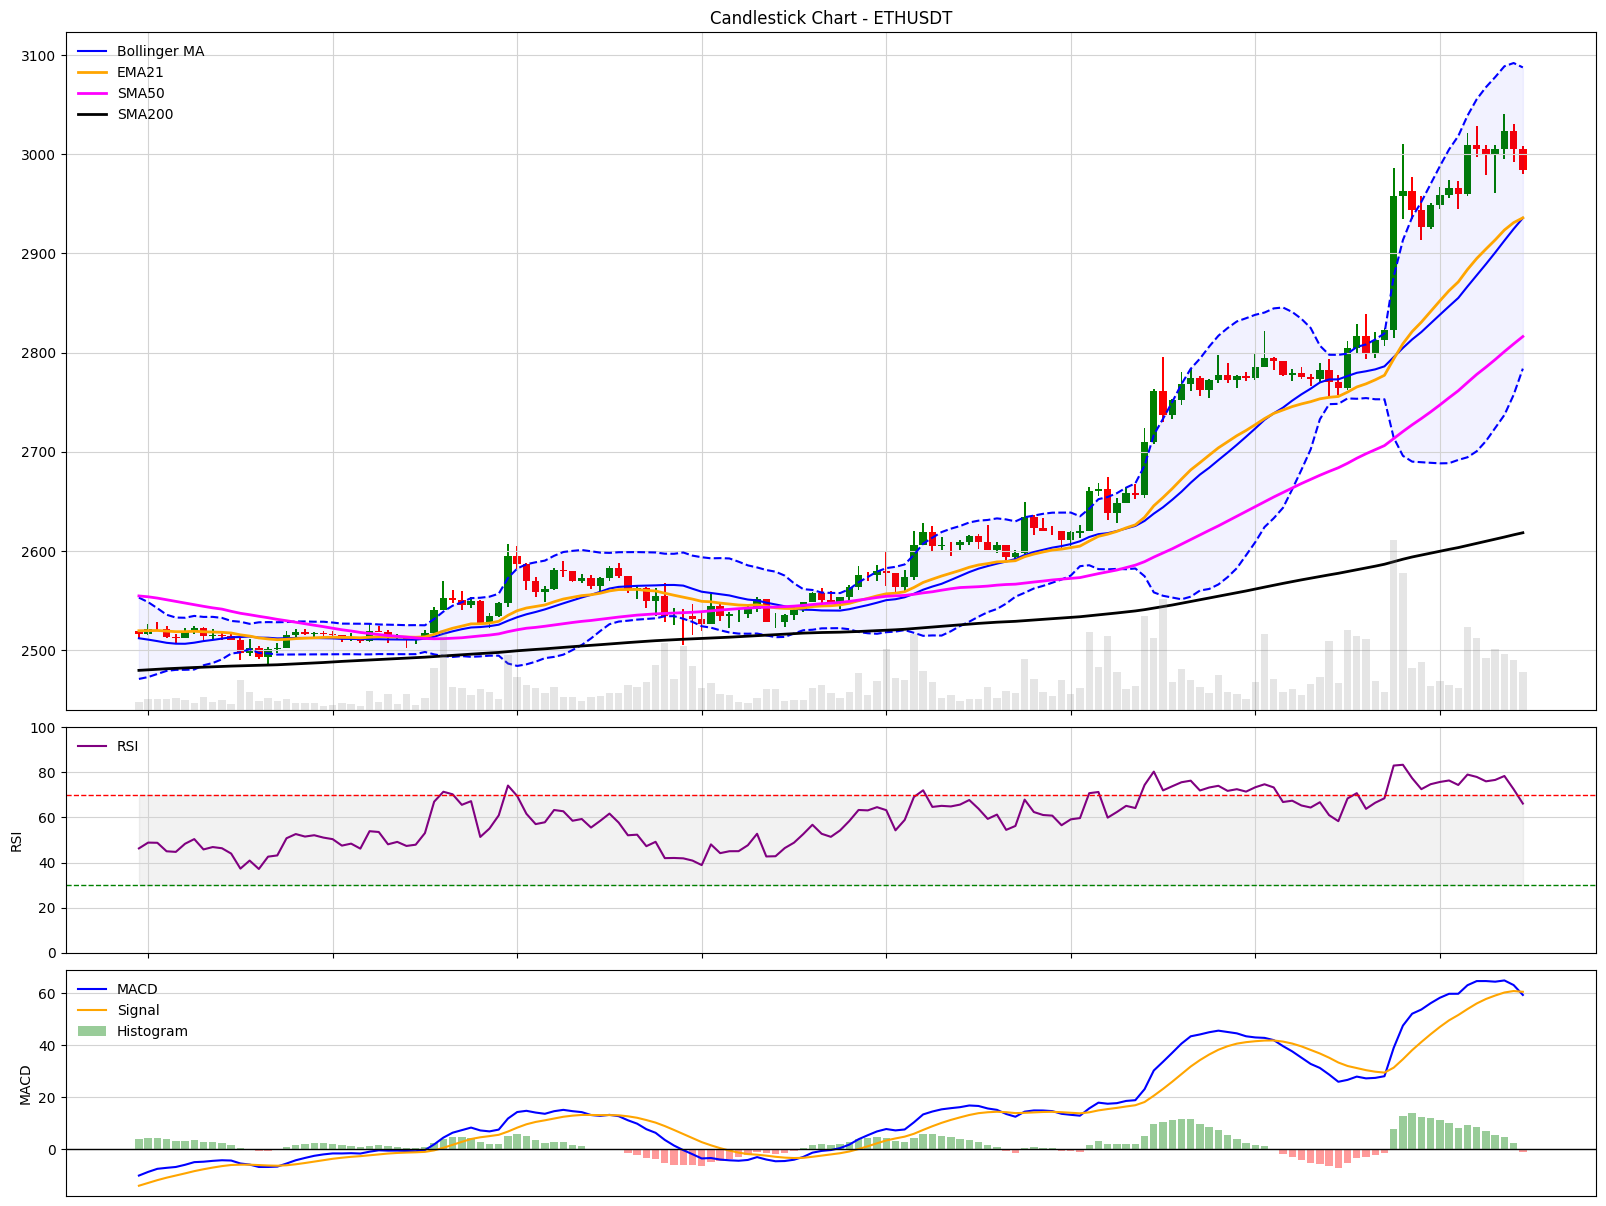 Candlestick Chart - ETHUSDT
Bollinger MA
EMA21
SMA50
SMA200
3100
3000
2900
2800
2700
2600
2500
RSI
100
80
60
40
20
0
RSI
MACD
Signal
Histogram
60
40
20
0
MACD